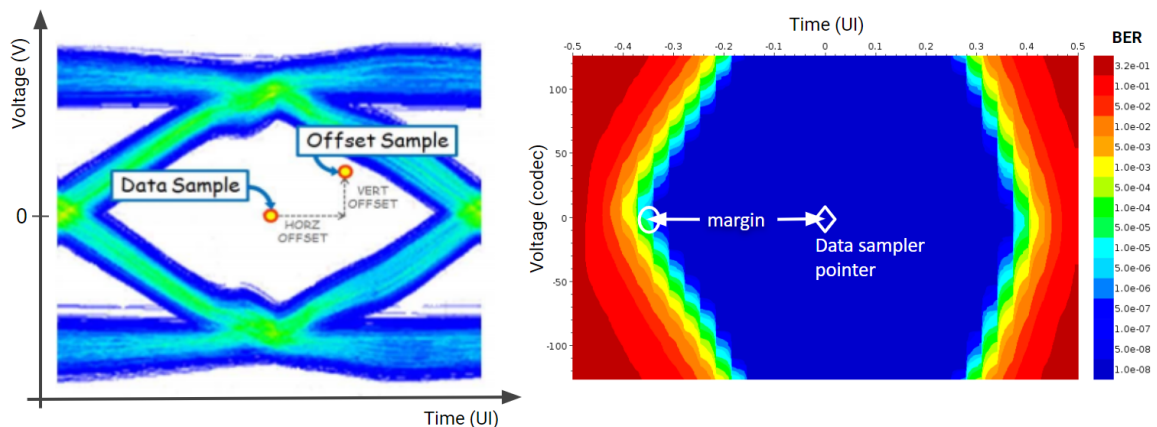 Voltage (V)
0
Time (UI)
Data Sample
Offset Sample
VERT
OFFSET
HORZ
OFFSET
Time (UI)
-0.5 -0.4 -0.3 -0.2 -0.1 0 0.1 0.2 0.3 0.4 0.5
Voltage (codec)
100
50
0
-50
-100
margin
Data sampler
pointer
BER
3.2e-01
1.0e-01
5.0e-02
1.0e-02
5.0e-03
1.0e-03
5.0e-04
1.0e-04
5.0e-05
1.0e-05
5.0e-06
1.0e-06
5.0e-07
1.0e-07
5.0e-08
1.0e-08